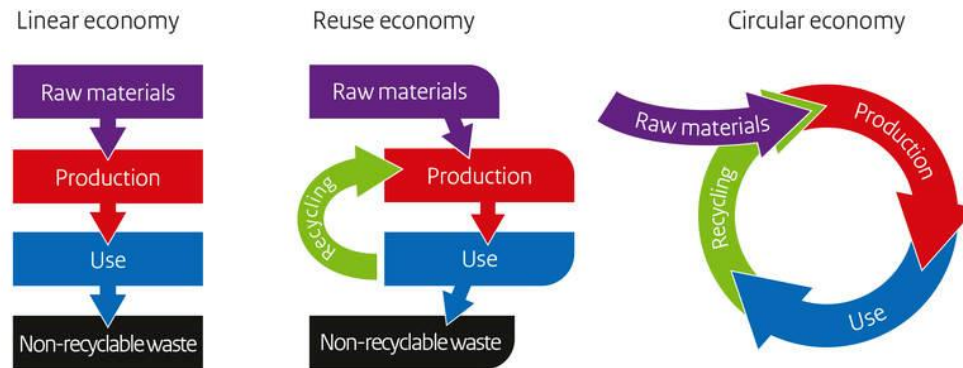 Linear economy
Raw materials
Production
Use
Non-recyclable waste
Reuse economy
Raw materials
Production
Recycling
Use
Non-recyclable waste
Circular economy
Raw materials
Production
Use
Recycling